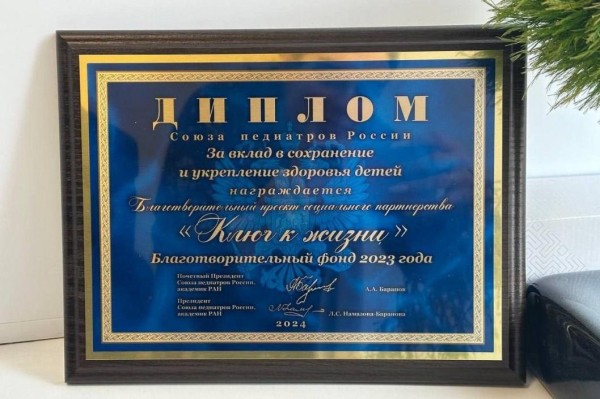 ДИПЛОМ
Союза педиатров России
За вклад в сохранение
и укрепление здоровья детей
награждается
Благотворительный проект социального партнерства
«Ключ к жизни»
Благотворительный фонд 2023 года
Почетный Президент
Союза педиатров России,
академик РАН
А.А. Баранов
Президент
Союза педиатров России,
академик РАН
Л.С. Намазова-Баранова
2024